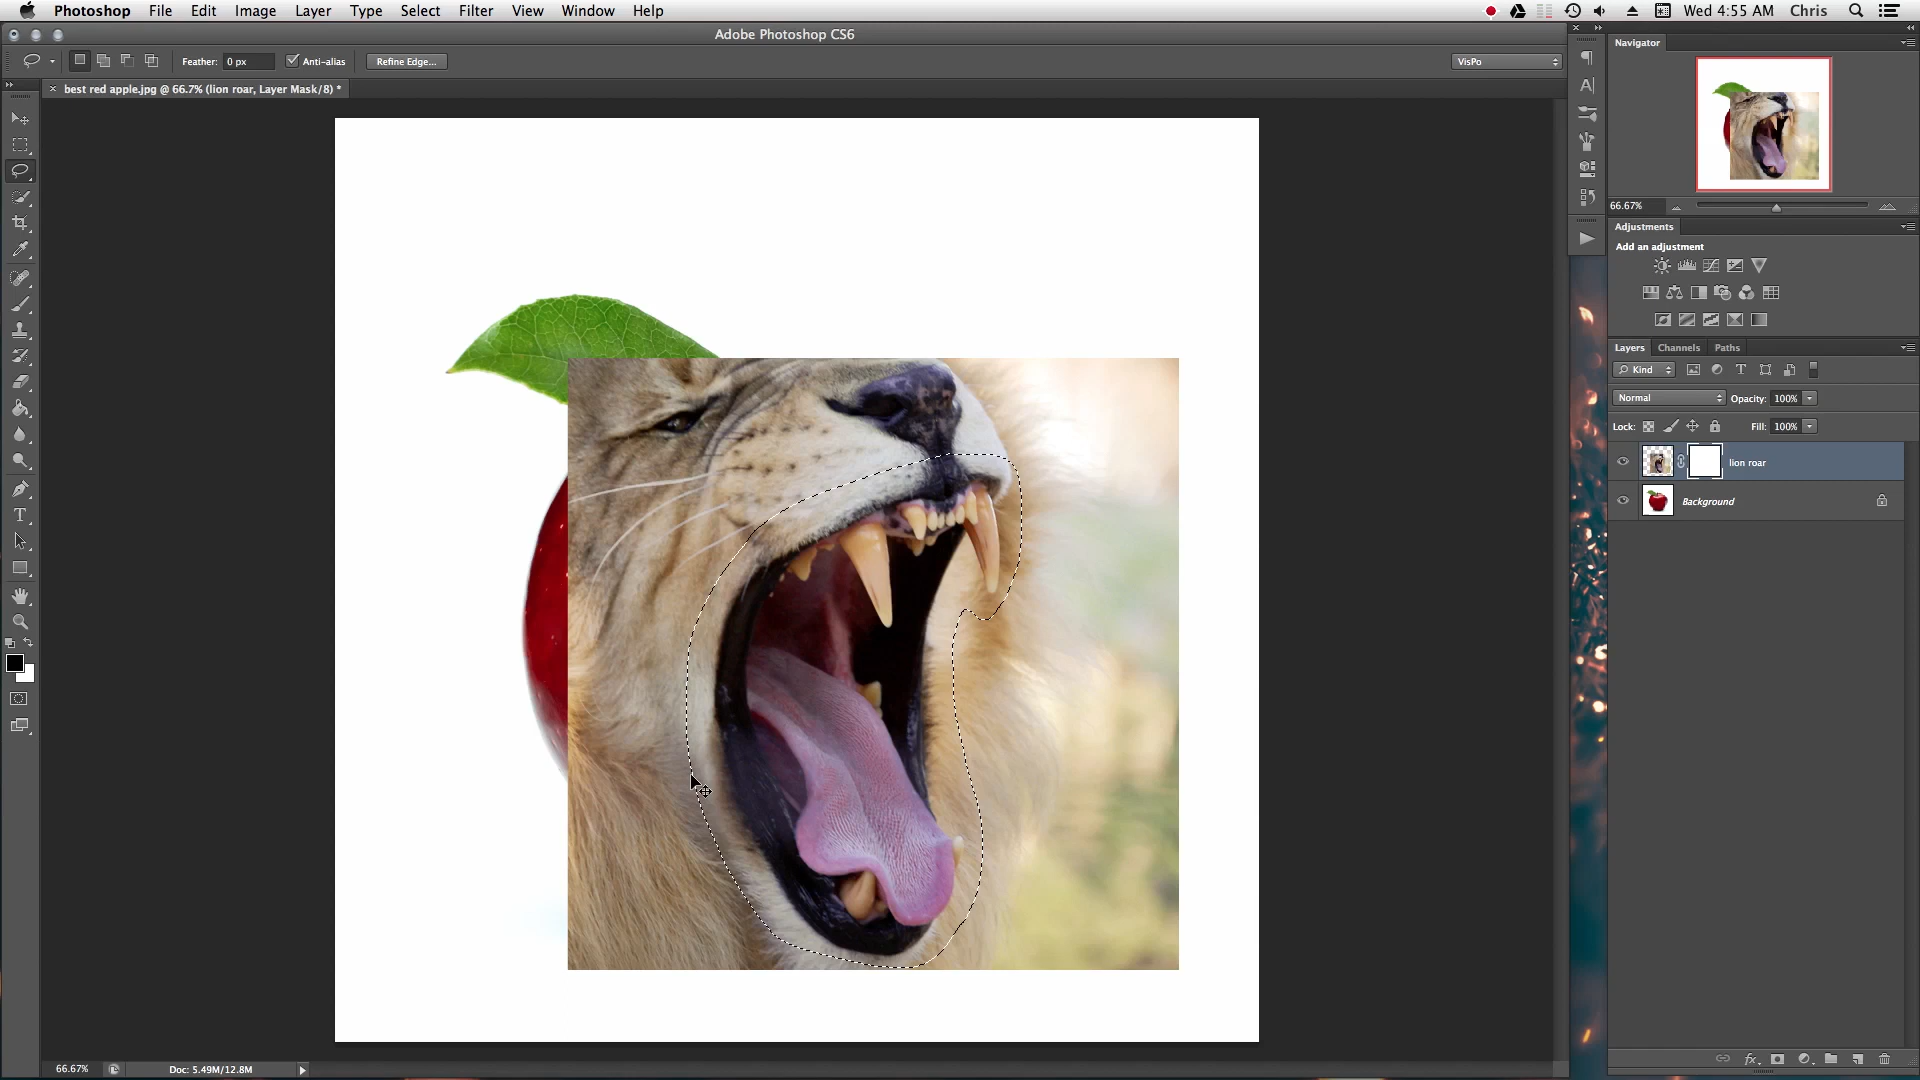 Photoshop File Edit Image Layer Type Select Filter View Window Help Wed 4:55 AM Chris
Adobe Photoshop CS6
Feather: 0 px Anti-alias Refine Edge... VisPo
× best red apple.jpg @ 66.7% (lion roar, Layer Mask/8) *
Navigator
66.67%
Adjustments
Add an adjustment
Layers Channels Paths
Kind
Normal Opacity: 100%
Lock: Fill: 100%
lion roar
Background
66.67% Doc: 5.49M/12.8M